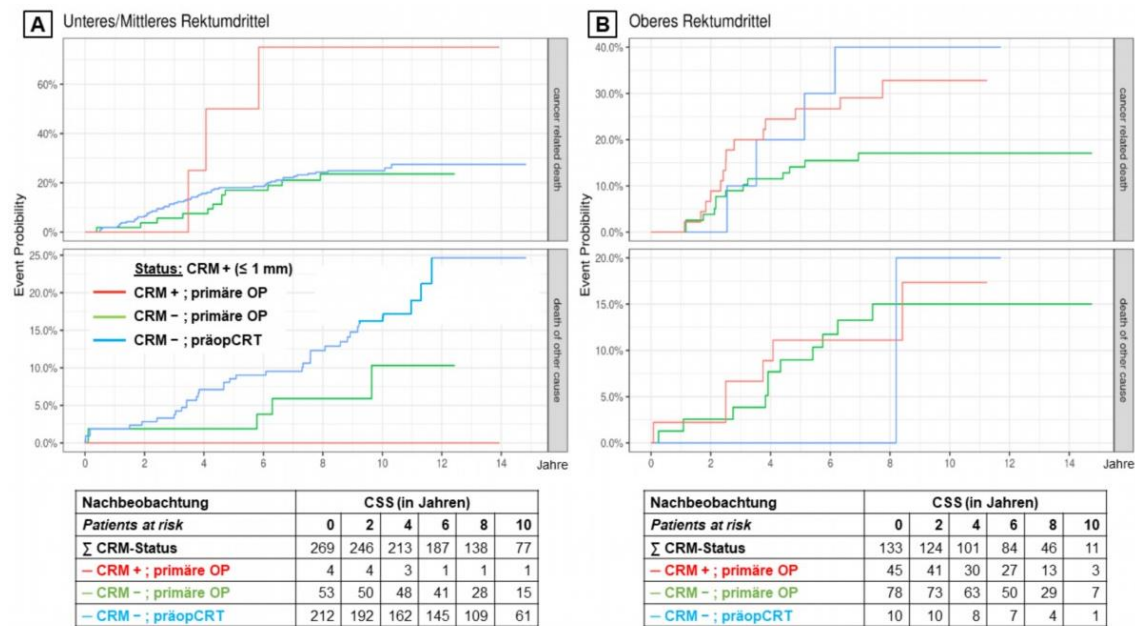 A Unteres/Mittleres Rektumdrittel
60%
40%
20%
0%
cancer related death
Event Probibility
25.0%
20.0%
15.0%
10.0%
5.0%
0.0%
death of other cause
Status: CRM + (≤ 1 mm)
CRM + ; primäre OP
CRM − ; primäre OP
CRM − ; präopCRT
0 2 4 6 8 10 12 14 Jahre
Nachbeobachtung CSS (in Jahren)
Patients at risk 0 2 4 6 8 10
∑ CRM-Status 269 246 213 187 138 77
─ CRM + ; primäre OP 4 4 3 1 1 1
─ CRM − ; primäre OP 53 50 48 41 28 15
─ CRM − ; präopCRT 212 192 162 145 109 61
B Oberes Rektumdrittel
40.0%
30.0%
20.0%
10.0%
0.0%
cancer related death
Event Probibility
20.0%
15.0%
10.0%
5.0%
0.0%
death of other cause
0 2 4 6 8 10 12 14 Jahre
Nachbeobachtung CSS (in Jahren)
Patients at risk 0 2 4 6 8 10
∑ CRM-Status 133 124 101 84 46 11
─ CRM + ; primäre OP 45 41 30 27 13 3
─ CRM − ; primäre OP 78 73 63 50 29 7
─ CRM − ; präopCRT 10 10 8 7 4 1